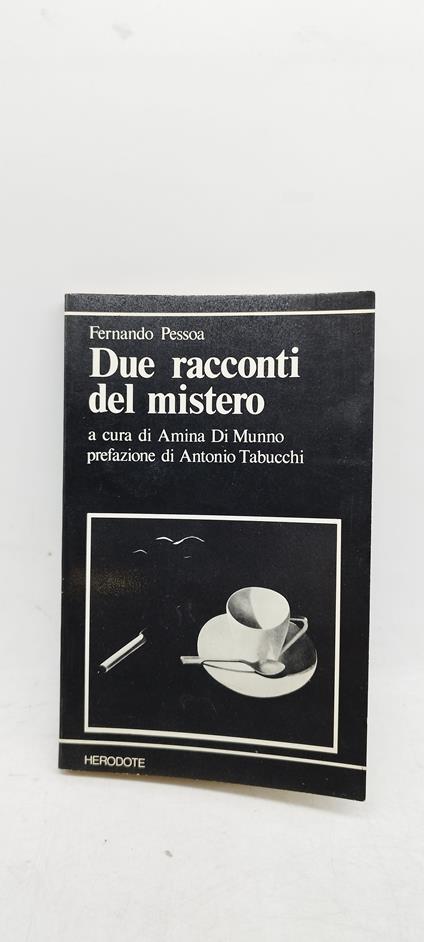 Fernando Pessoa
Due racconti
del mistero
a cura di Amina Di Munno
prefazione di Antonio Tabucchi
HERODOTE